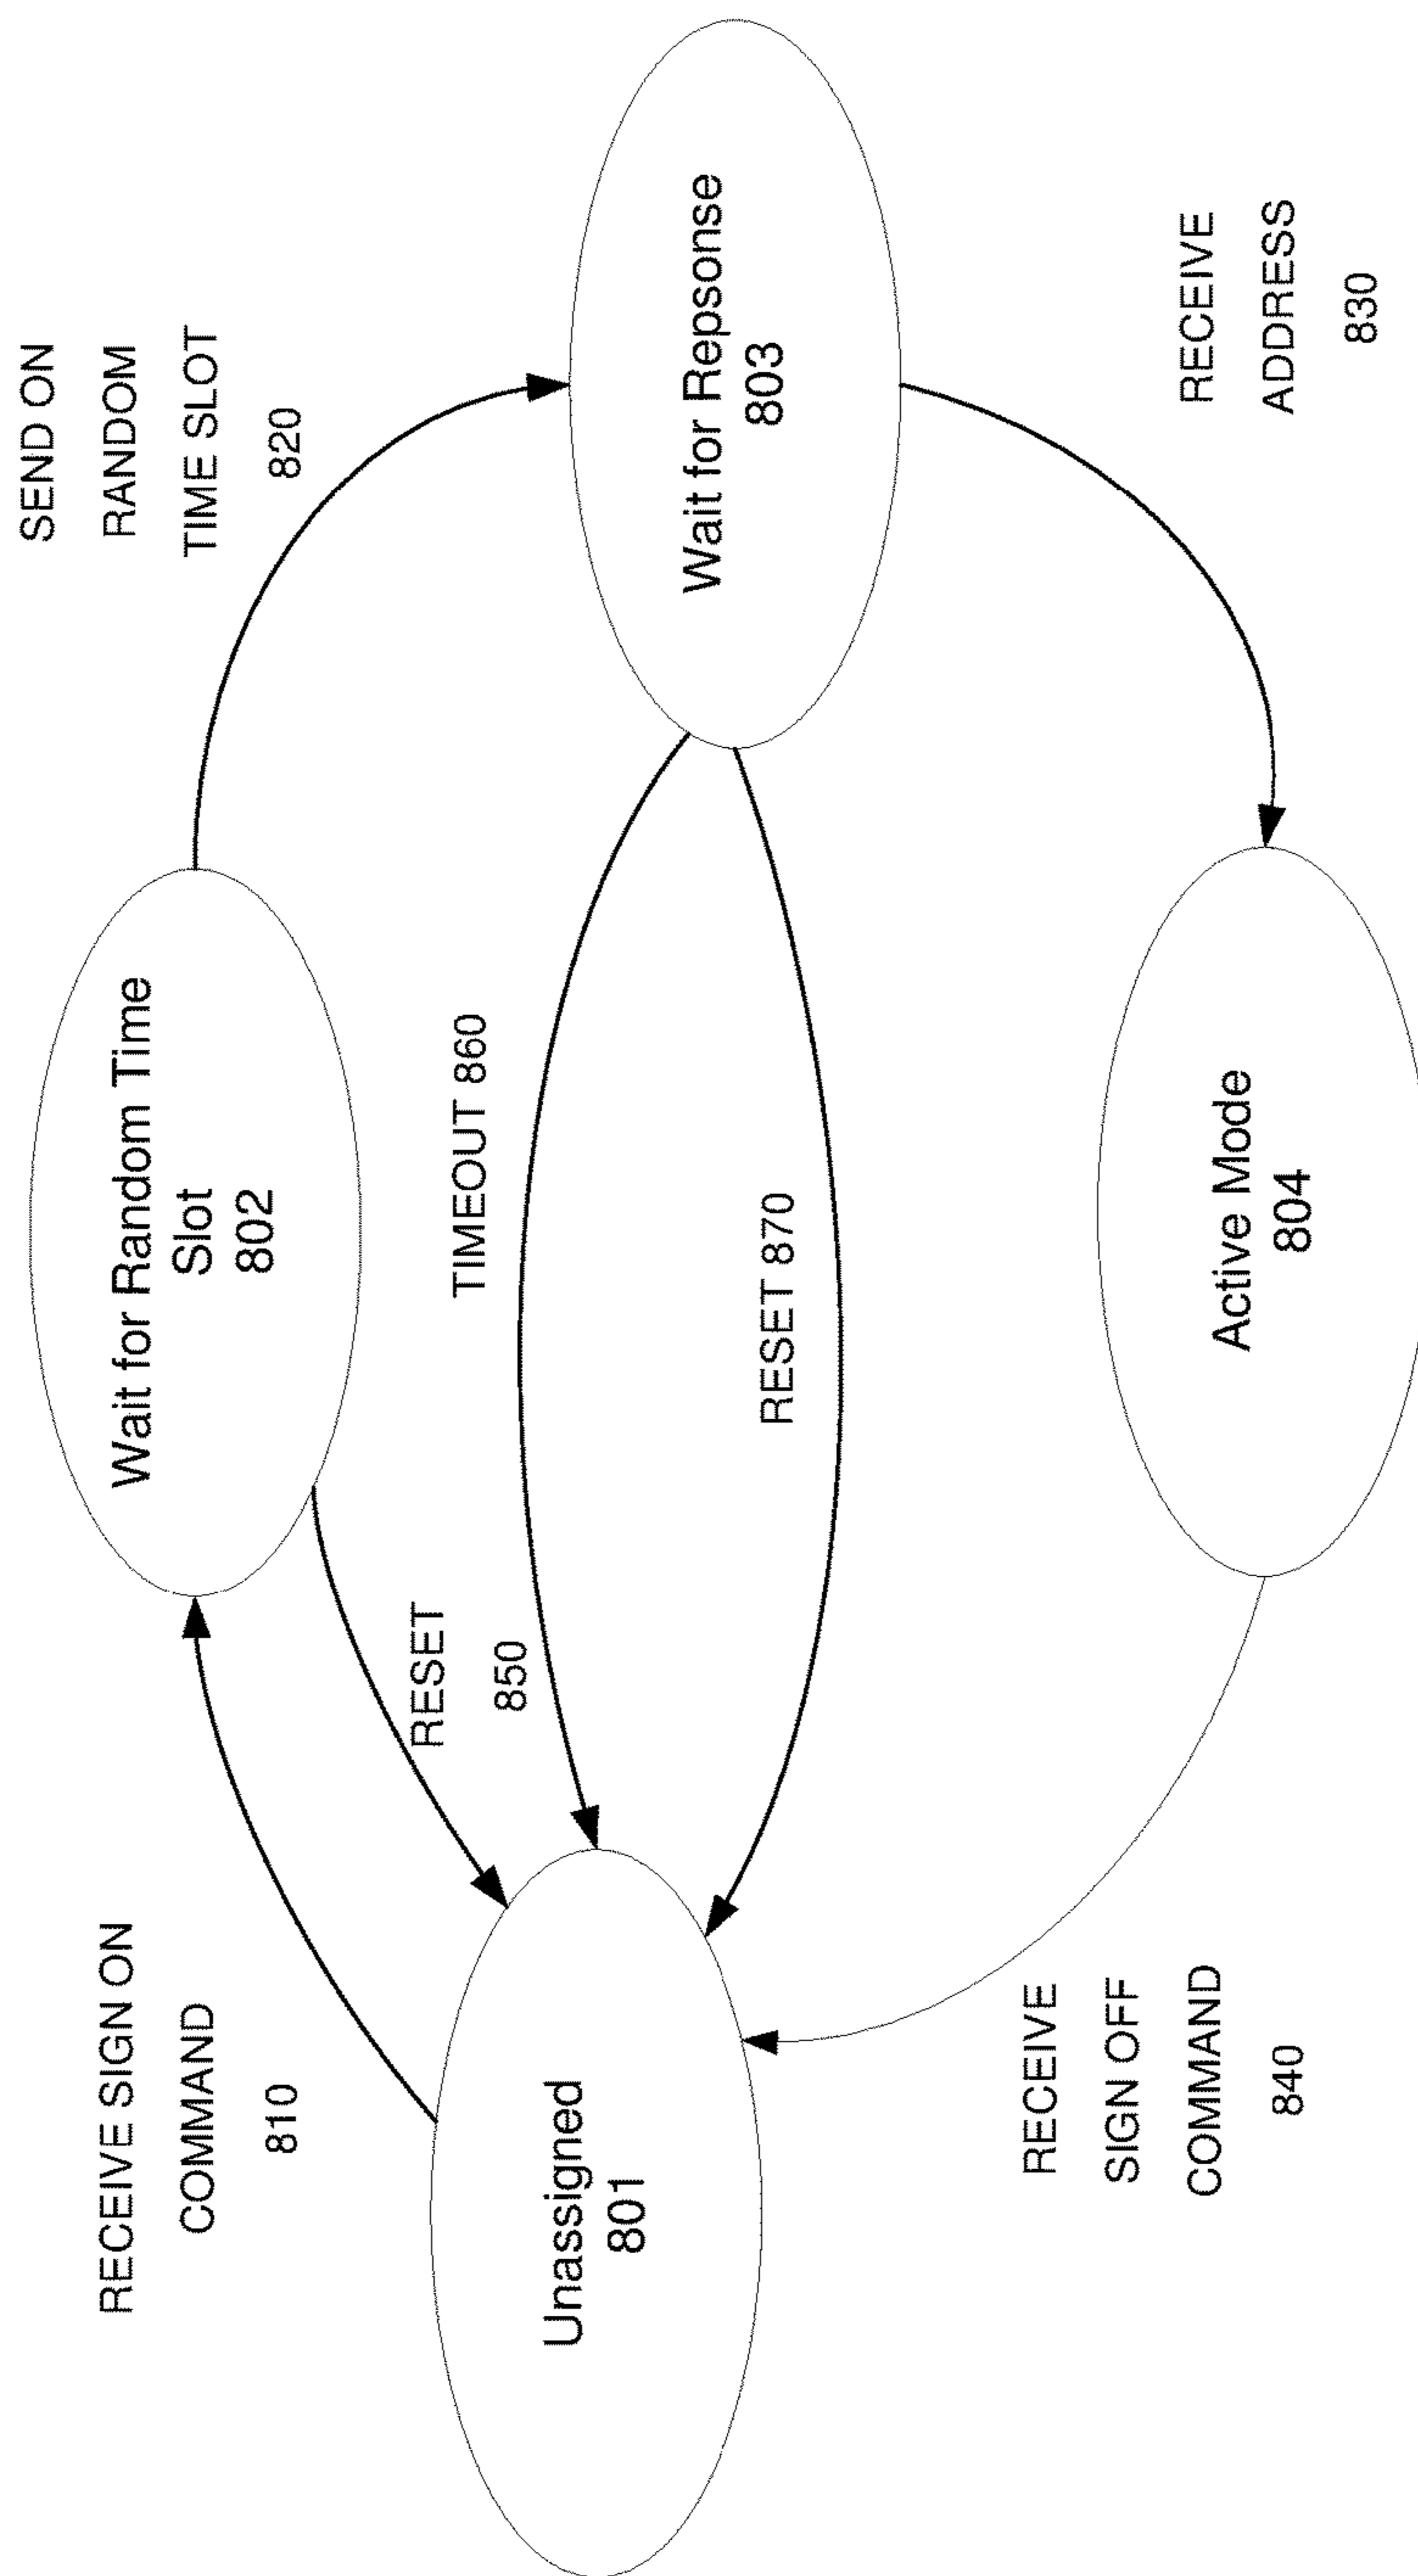 RECEIVE SIGN ON
COMMAND
810
SEND ON
RANDOM
TIME SLOT
820
Wait for Random Time
Slot
802
RESET
850
TIMEOUT 860
Unassigned
801
Wait for Repsonse
803
RESET 870
RECEIVE
SIGN OFF
COMMAND
840
Active Mode
804
RECEIVE
ADDRESS
830